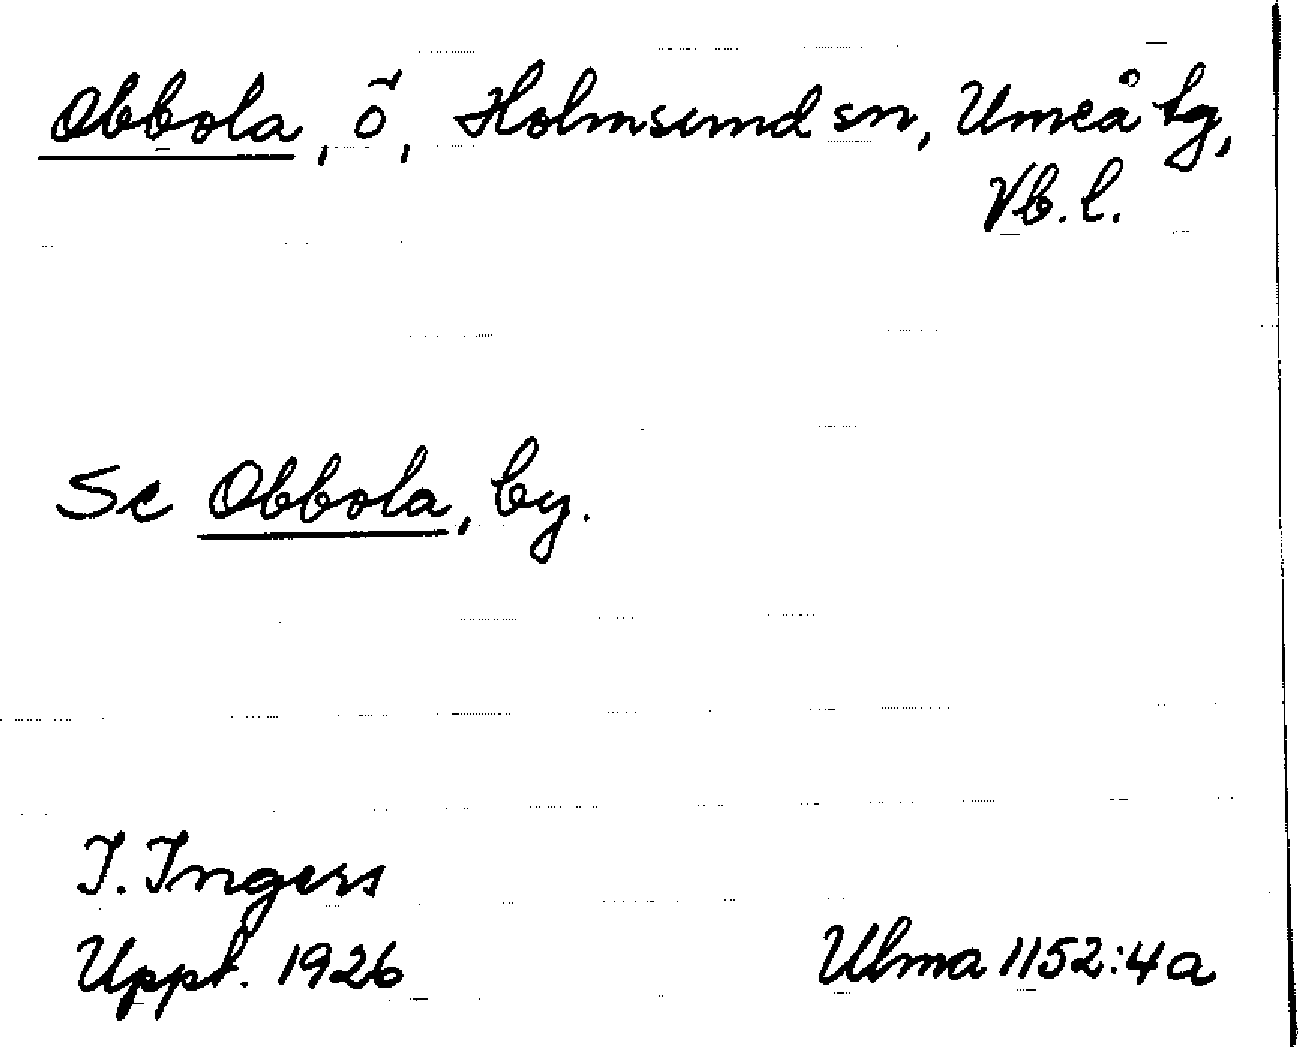 Obbola, ö, Holmsund sn, Umeå tg,
Vb. l.
Se Obbola, by.
I. Ingers
Uppt. 1926
Ulma 1152:4a